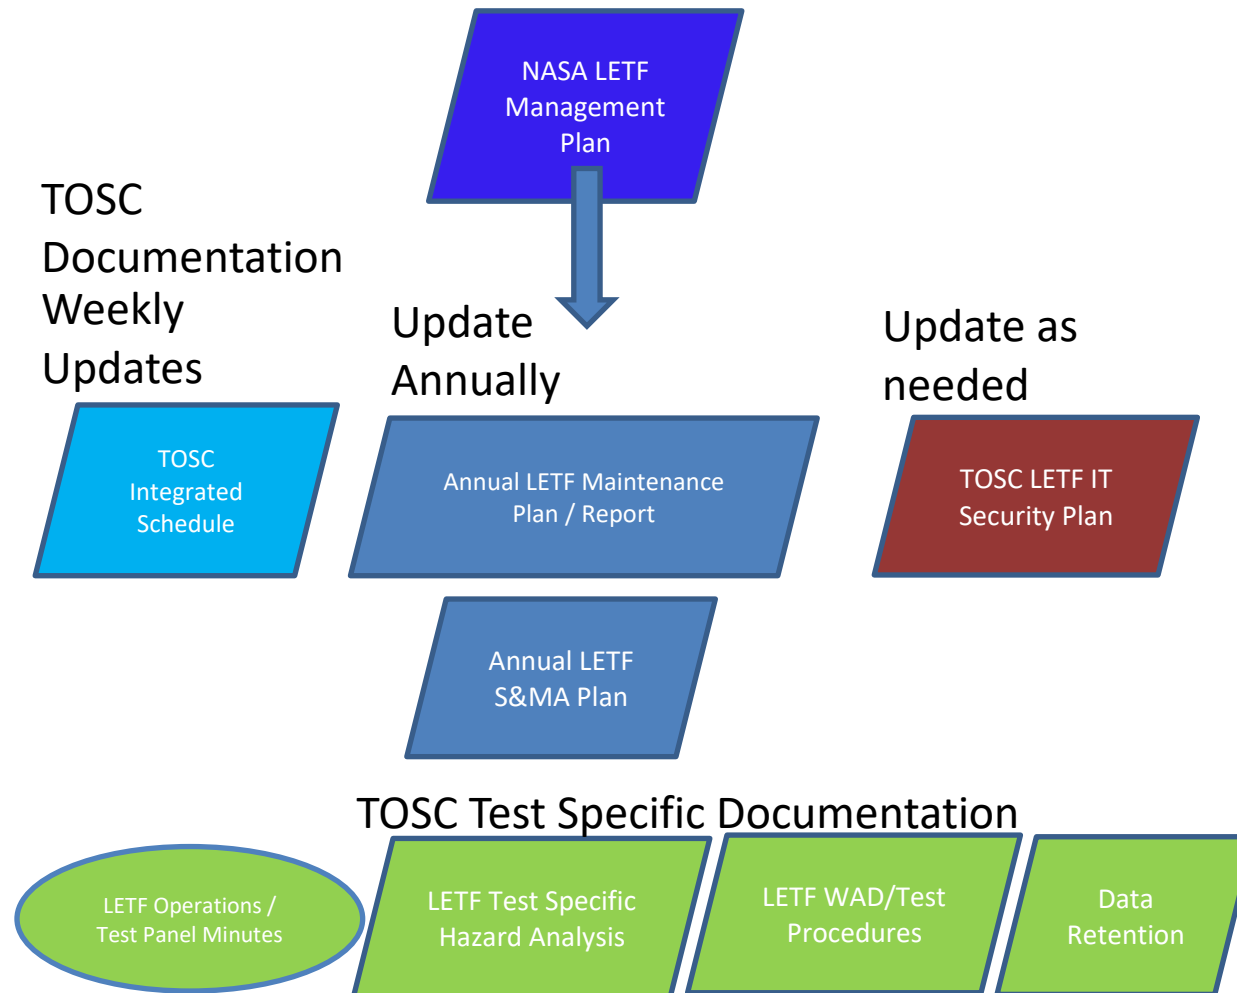 NASA LETF
Management
Plan
TOSC
Documentation
Weekly
Updates
Update
Annually
Update as
needed
TOSC
Integrated
Schedule
Annual LETF Maintenance
Plan / Report
TOSC LETF IT
Security Plan
Annual LETF
S&MA Plan
TOSC Test Specific Documentation
LETF Operations /
Test Panel Minutes
LETF Test Specific
Hazard Analysis
LETF WAD/Test
Procedures
Data
Retention